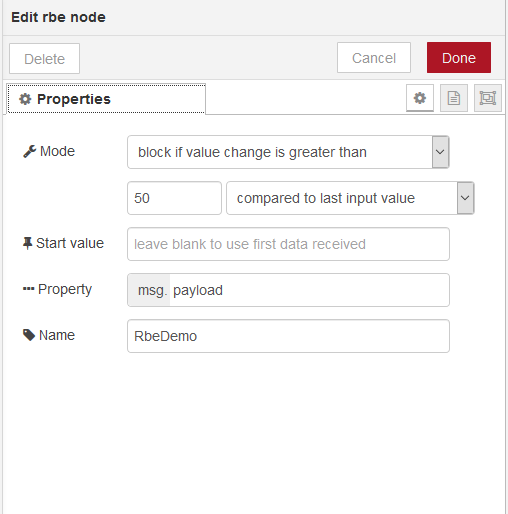 Edit rbe node
Delete
Cancel
Done
Properties
Mode
block if value change is greater than
50
compared to last input value
Start value
leave blank to use first data received
Property
msg. payload
Name
RbeDemo